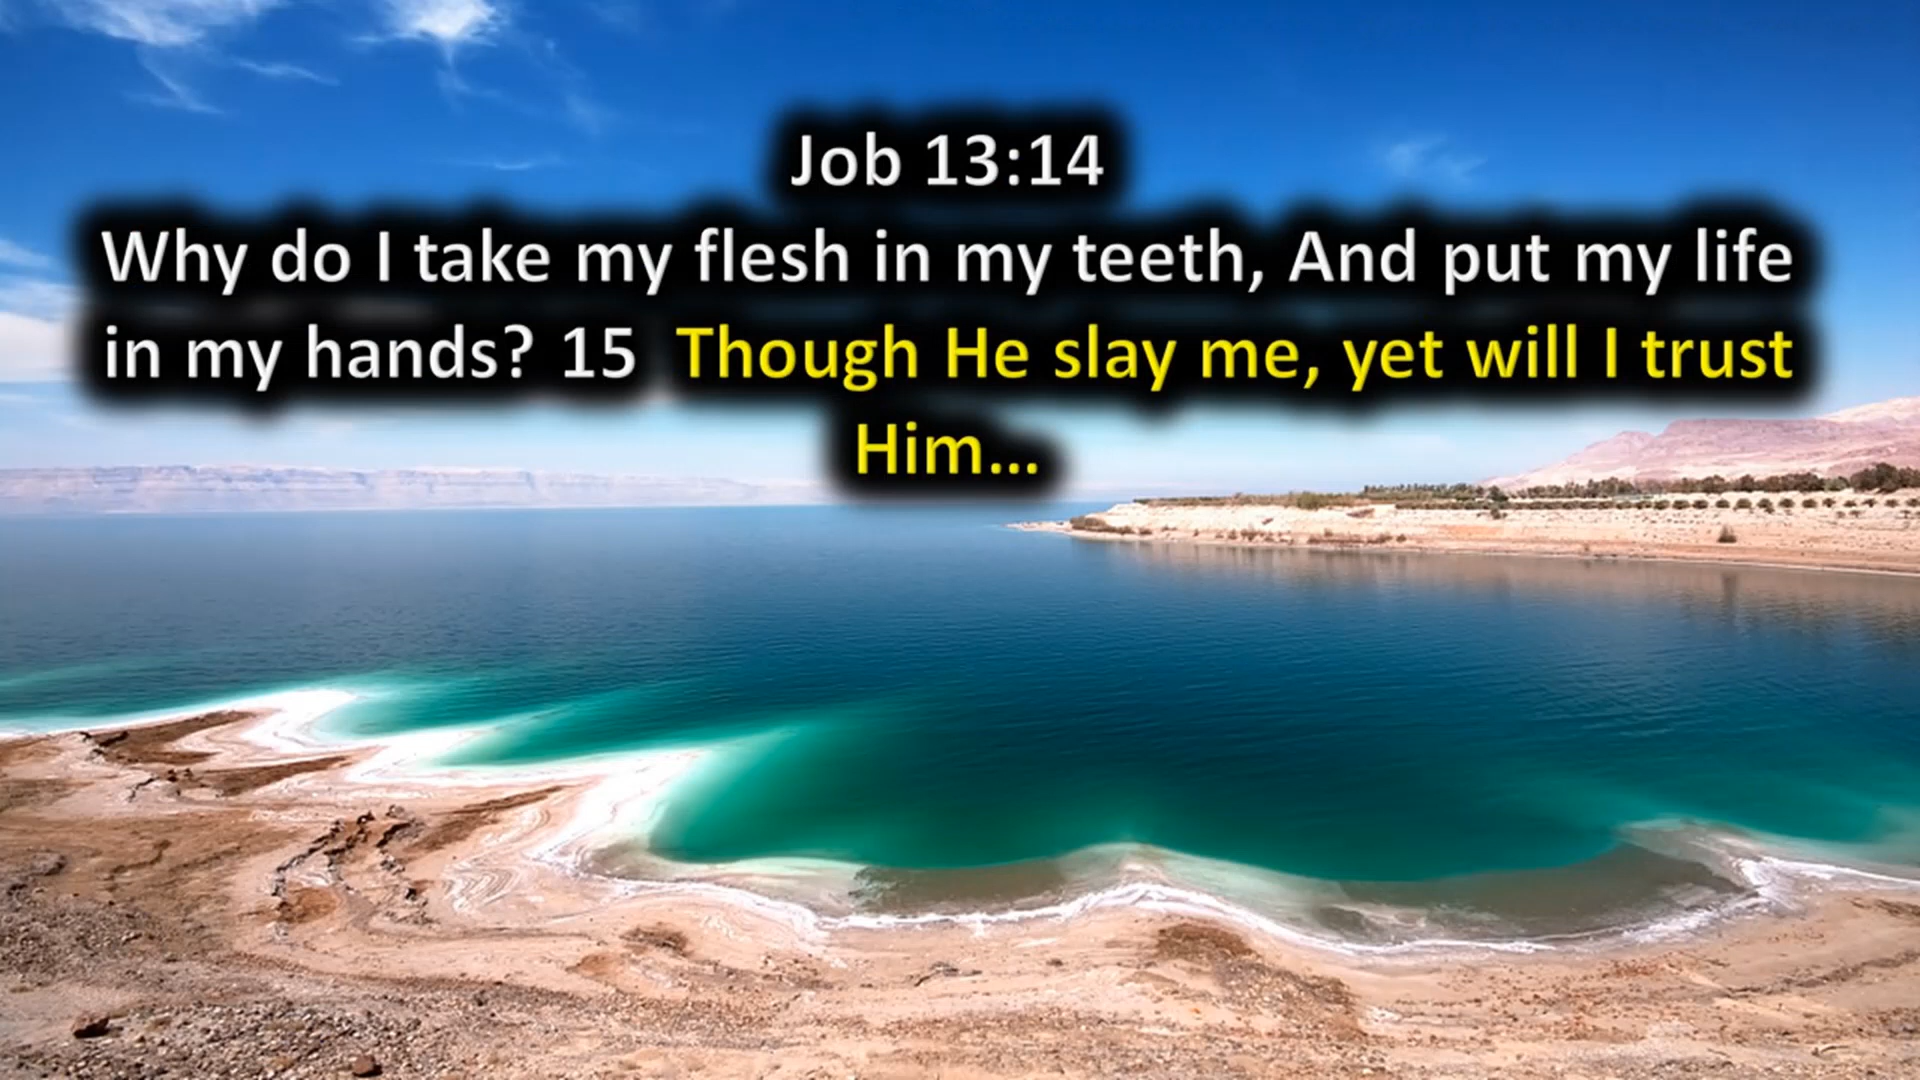 Job 13:14
Why do I take my flesh in my teeth, And put my life
in my hands? 15 Though He slay me, yet will I trust
Him...